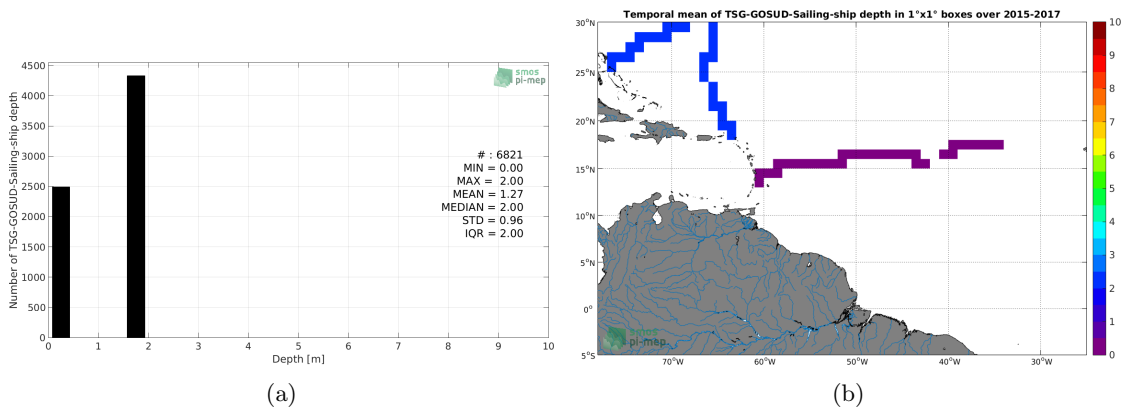 4500
4000
3500
3000
2500
2000
1500
1000
500
0
Number of TSG-GOSUD-Sailing-ship depth
smos
pi-mep
# : 6821
MIN = 0.00
MAX = 2.00
MEAN = 1.27
MEDIAN = 2.00
STD = 0.96
IQR = 2.00
0 1 2 3 4 5 6 7 8 9 10
Depth [m]
(a)
Temporal mean of TSG-GOSUD-Sailing-ship depth in 1°x1° boxes over 2015-2017
30°N
25°N
20°N
15°N
10°N
5°N
0°
5°S
70°W 60°W 50°W 40°W 30°W
smos
pi-mep
10
9
8
7
6
5
4
3
2
1
0
(b)